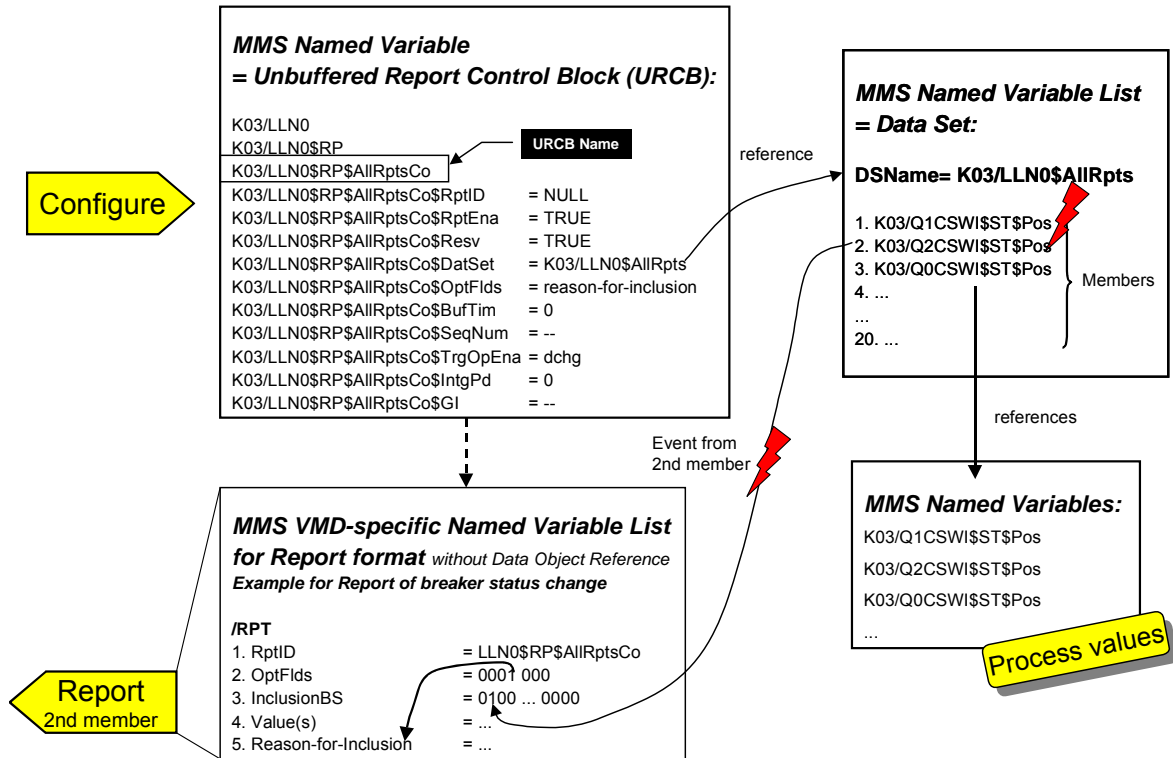 MMS Named Variable
= Unbuffered Report Control Block (URCB):
K03/LLN0
K03/LLN0$RP
K03/LLN0$RP$AllRptsCo
URCB Name
K03/LLN0$RP$AllRptsCo$RptID = NULL
K03/LLN0$RP$AllRptsCo$RptEna = TRUE
K03/LLN0$RP$AllRptsCo$Resv = TRUE
K03/LLN0$RP$AllRptsCo$DatSet = K03/LLN0$AllRpts
K03/LLN0$RP$AllRptsCo$OptFlds = reason-for-inclusion
K03/LLN0$RP$AllRptsCo$BufTim = 0
K03/LLN0$RP$AllRptsCo$SeqNum = --
K03/LLN0$RP$AllRptsCo$TrgOpEna = dchg
K03/LLN0$RP$AllRptsCo$IntgPd = 0
K03/LLN0$RP$AllRptsCo$GI = --
Configure
reference
MMS Named Variable List
= Data Set:
DSName= K03/LLN0$AllRpts
1. K03/Q1CSWI$ST$Pos
2. K03/Q2CSWI$ST$Pos
3. K03/Q0CSWI$ST$Pos
4. ...
...
20. ...
Members
references
Event from
2nd member
MMS Named Variables:
K03/Q1CSWI$ST$Pos
K03/Q2CSWI$ST$Pos
K03/Q0CSWI$ST$Pos
...
Process values
MMS VMD-specific Named Variable List
for Report format without Data Object Reference
Example for Report of breaker status change
/RPT
1. RptID = LLN0$RP$AllRptsCo
2. OptFlds = 0001 000
3. InclusionBS = 0100 ... 0000
4. Value(s) = ...
5. Reason-for-Inclusion = ...
Report
2nd member